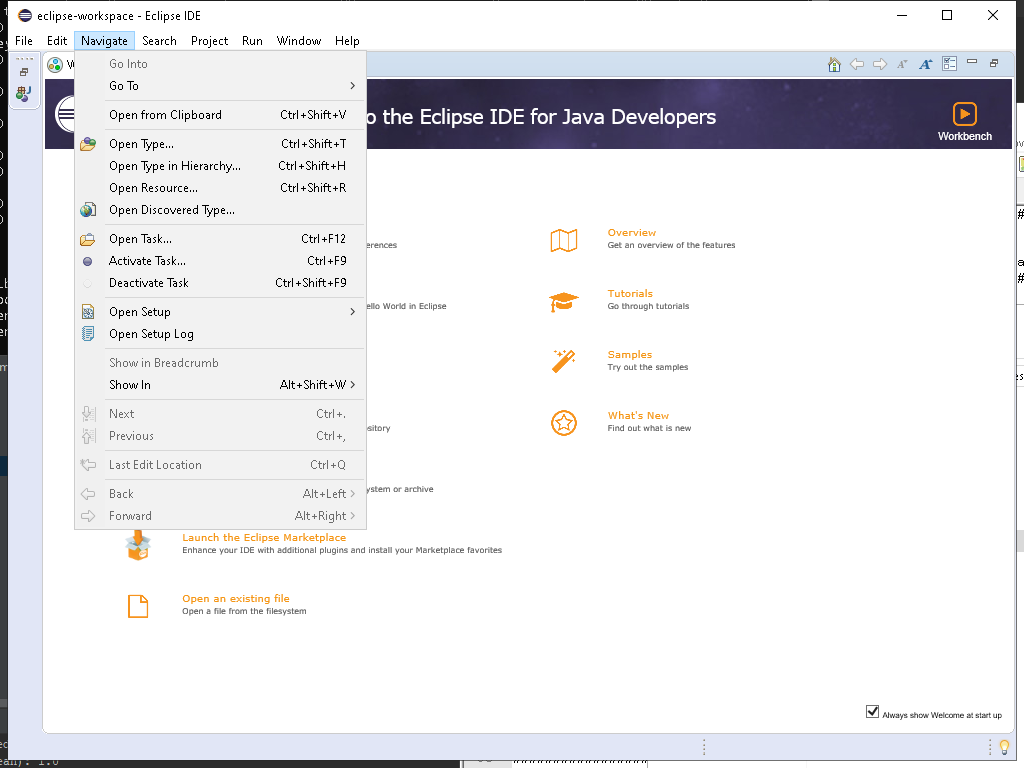 eclipse-workspace - Eclipse IDE
File Edit Navigate Search Project Run Window Help
Go Into
Go To
Open from Clipboard Ctrl+Shift+V
Open Type... Ctrl+Shift+T
Open Type in Hierarchy... Ctrl+Shift+H
Open Resource... Ctrl+Shift+R
Open Discovered Type...
Open Task... Ctrl+F12
Activate Task... Ctrl+F9
Deactivate Task Ctrl+Shift+F9
Open Setup
Open Setup Log
Show in Breadcrumb
Show In Alt+Shift+W
Next Ctrl+.
Previous Ctrl+,
Last Edit Location Ctrl+Q
Back Alt+Left
Forward Alt+Right
o the Eclipse IDE for Java Developers
Workbench
Overview
Get an overview of the features
ello World in Eclipse
Tutorials
Go through tutorials
Samples
Try out the samples
What's New
Find out what is new
ystem or archive
Launch the Eclipse Marketplace
Enhance your IDE with additional plugins and install your Marketplace favorites
Open an existing file
Open a file from the filesystem
Always show Welcome at start up